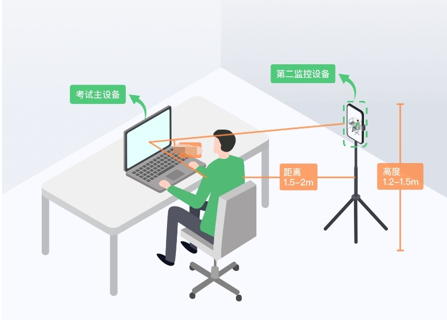 第二监控设备
考试主设备
距离
1.5-2m
高度
1.2-1.5m